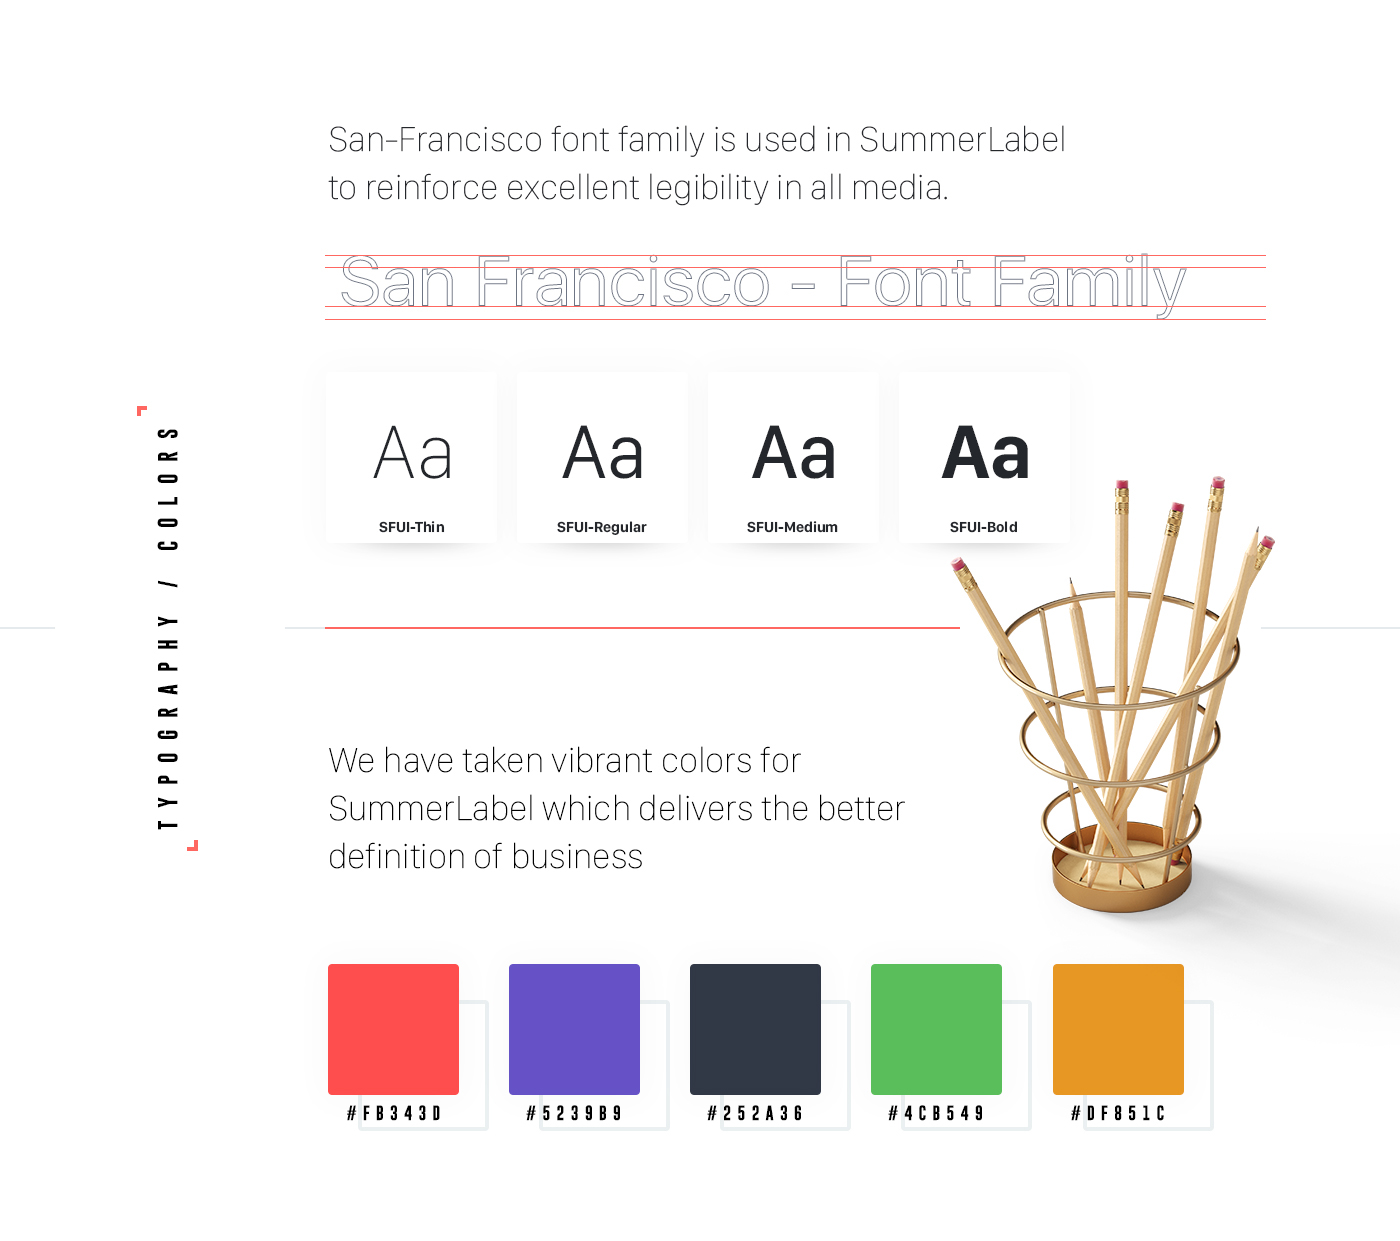 San-Francisco font family is used in SummerLabel
to reinforce excellent legibility in all media.
San Francisco - Font Family
Aa
SFUI-Thin
Aa
SFUI-Regular
Aa
SFUI-Medium
Aa
SFUI-Bold
TYPOGRAPHY / COLORS
We have taken vibrant colors for
SummerLabel which delivers the better
definition of business
#FB343D
#5239B9
#252A36
#4CB549
#DF851C